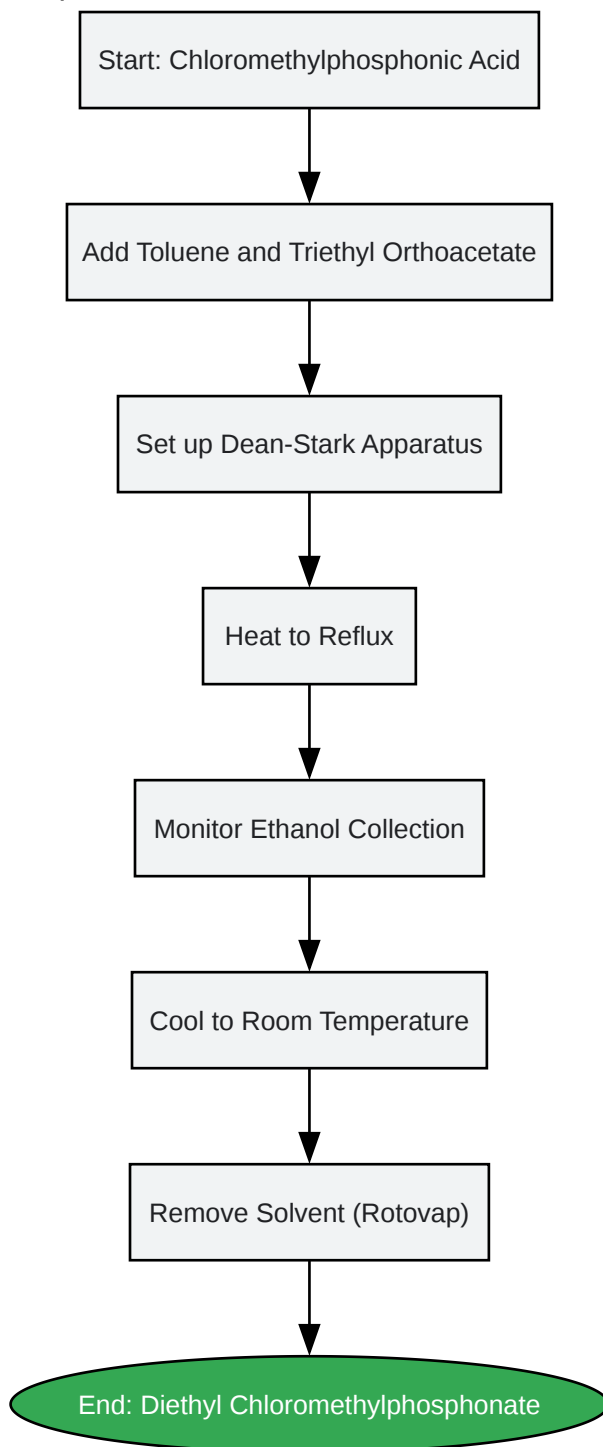 Start: Chloromethylphosphonic Acid
Add Toluene and Triethyl Orthoacetate
Set up Dean-Stark Apparatus
Heat to Reflux
Monitor Ethanol Collection
Cool to Room Temperature
Remove Solvent (Rotovap)
End: Diethyl Chloromethylphosphonate